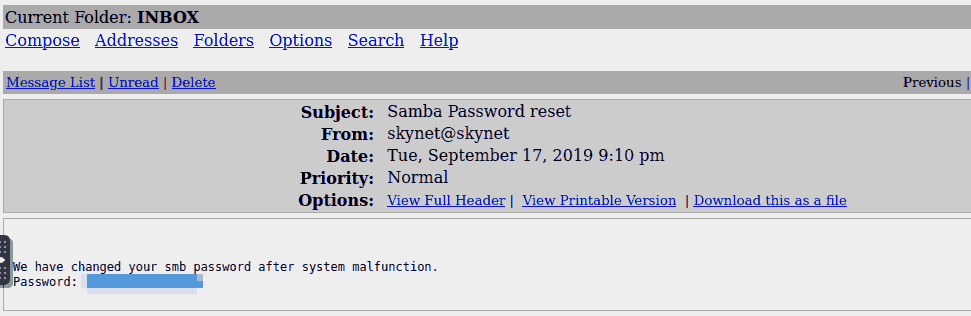 Current Folder: INBOX
Compose Addresses Folders Options Search Help
Message List | Unread | Delete Previous |
Subject: Samba Password reset
From: skynet@skynet
Date: Tue, September 17, 2019 9:10 pm
Priority: Normal
Options: View Full Header | View Printable Version | Download this as a file
We have changed your smb password after system malfunction.
Password: